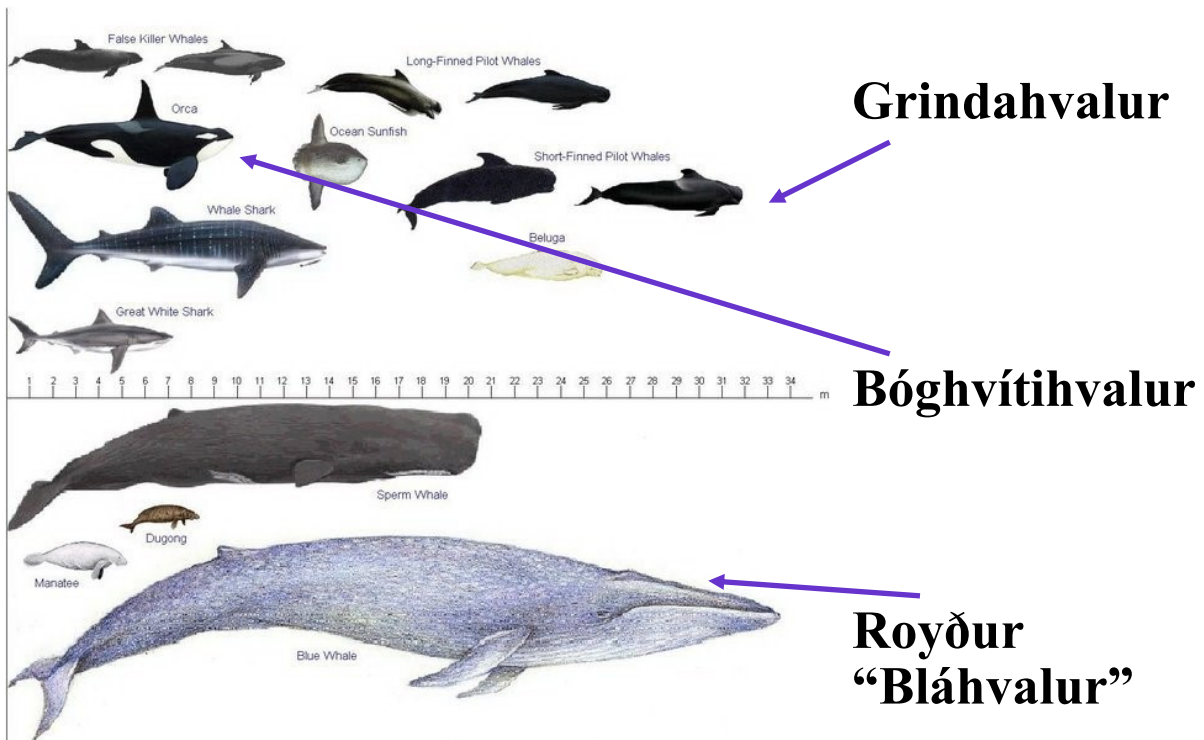 False Killer Whales
Long-Finned Pilot Whales
Grindahvalur
Orca
Ocean Sunfish
Short-Finned Pilot Whales
Whale Shark
Beluga
Great White Shark
1 2 3 4 5 6 7 8 9 10 11 12 13 14 15 16 17 18 19 20 21 22 23 24 25 26 27 28 29 30 31 32 33 34 m
Bóghvítihvalur
Sperm Whale
Dugong
Manatee
Blue Whale
Royður
“Bláhvalur”